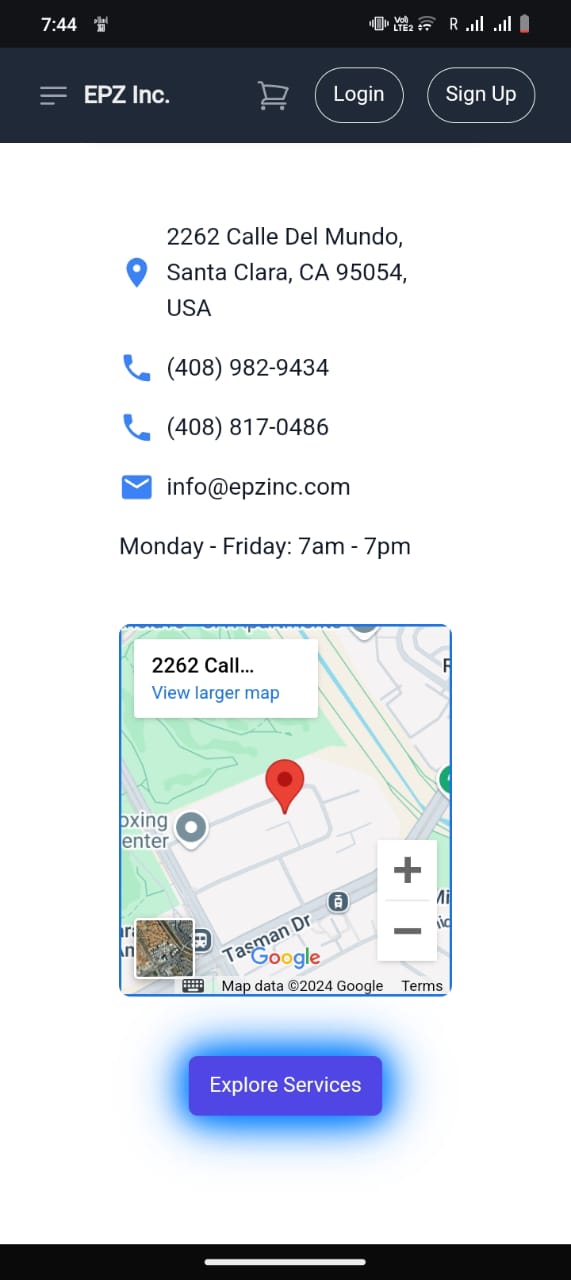 7:44
Vo)
LTE2
R
EPZ Inc.
Login
Sign Up
2262 Calle Del Mundo,
Santa Clara, CA 95054,
USA
(408) 982-9434
(408) 817-0486
info@epzinc.com
Monday - Friday: 7am - 7pm
2262 Call...
View larger map
oxing
enter
Tasman Dr
Google
Map data ©2024 Google
Terms
Explore Services